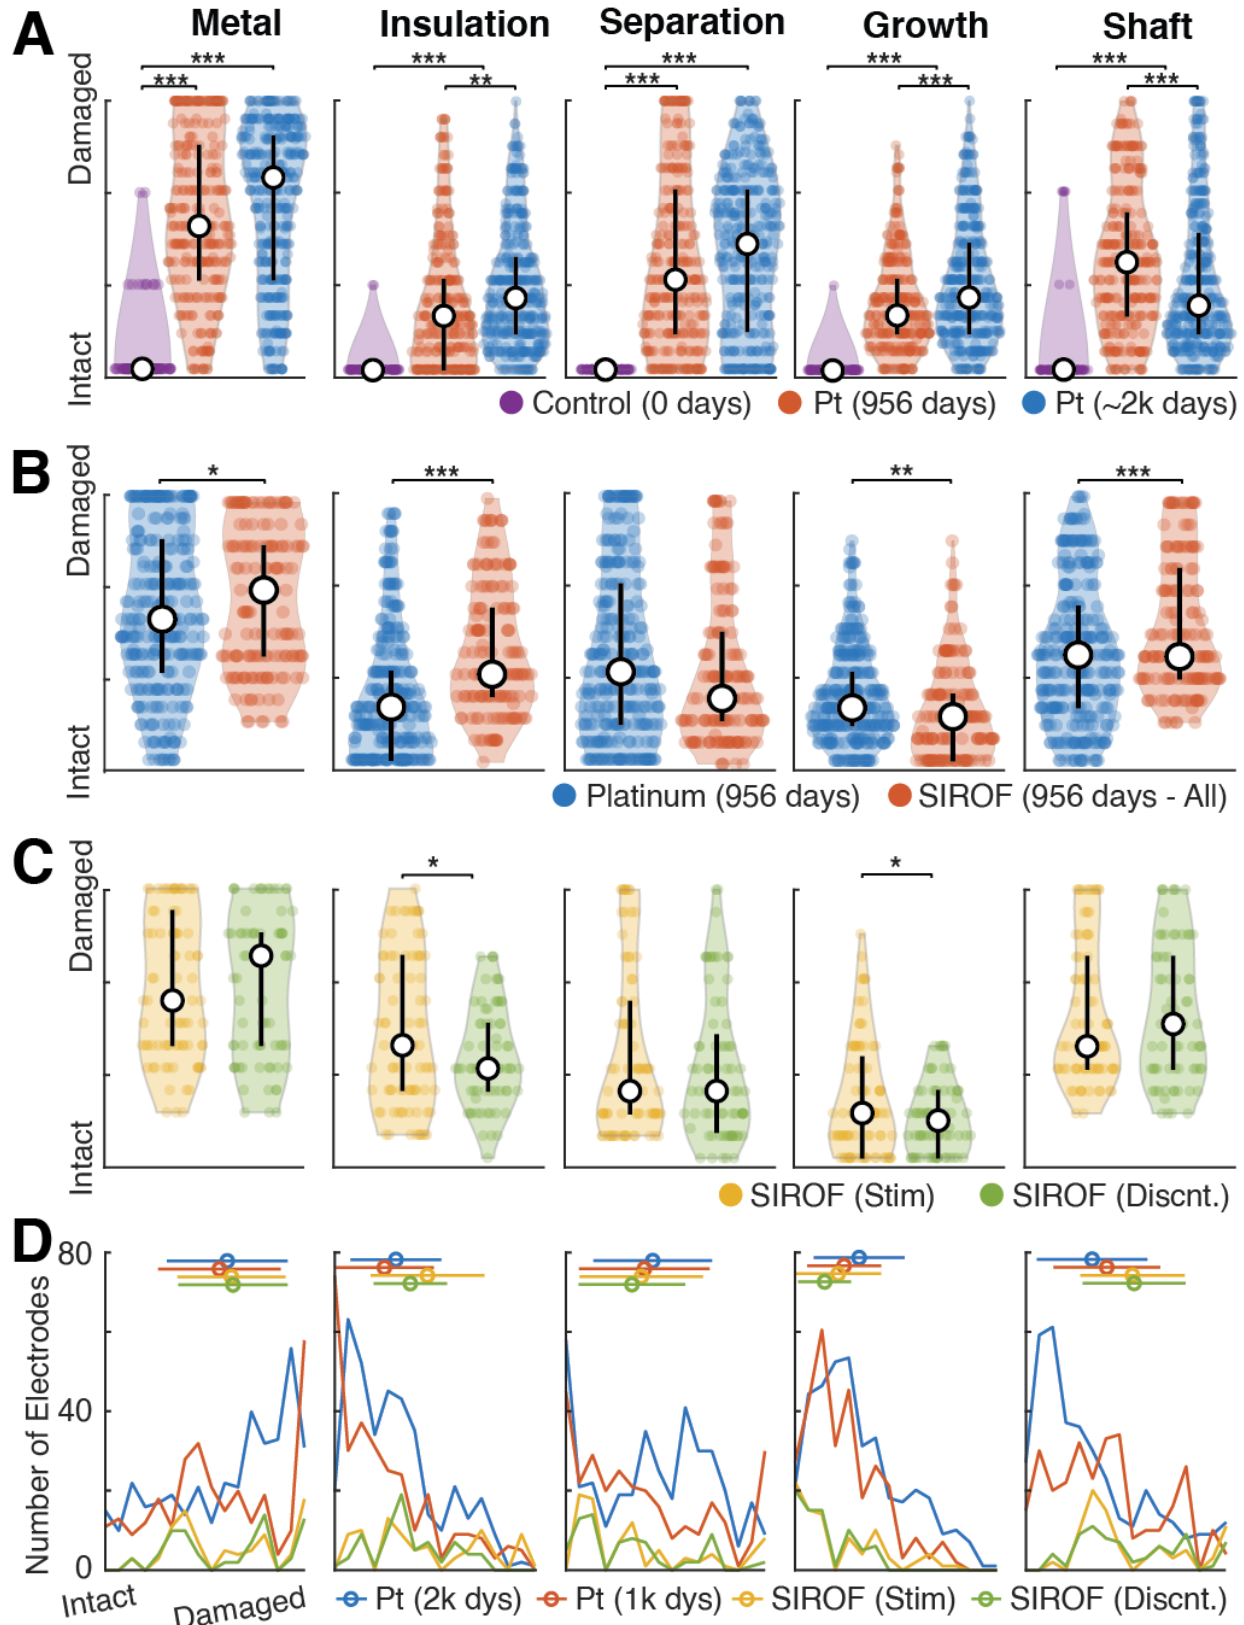 A
Metal
Insulation
Separation
Growth
Shaft
Damaged
Intact
***
***
***
**
***
***
***
***
***
***
Control (0 days)
Pt (956 days)
Pt (~2k days)
B
Damaged
Intact
*
***
**
***
Platinum (956 days)
SIROF (956 days - All)
C
Damaged
Intact
*
*
SIROF (Stim)
SIROF (Discnt.)
D
Number of Electrodes
80
40
0
Intact
Damaged
Pt (2k dys)
Pt (1k dys)
SIROF (Stim)
SIROF (Discnt.)